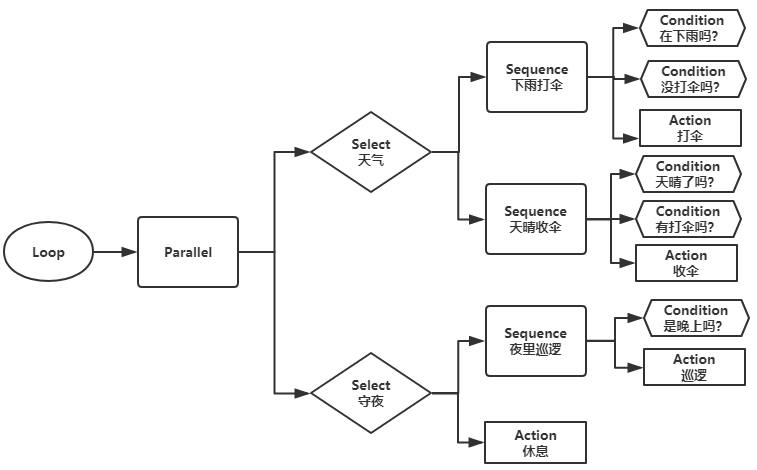 Loop
Parallel
Select
天气
Sequence
下雨打伞
Condition
在下雨吗?
Condition
没打伞吗?
Action
打伞
Sequence
天晴收伞
Condition
天晴了吗?
Condition
有打伞吗?
Action
收伞
Select
守夜
Sequence
夜里巡逻
Condition
是晚上吗?
Action
巡逻
Action
休息